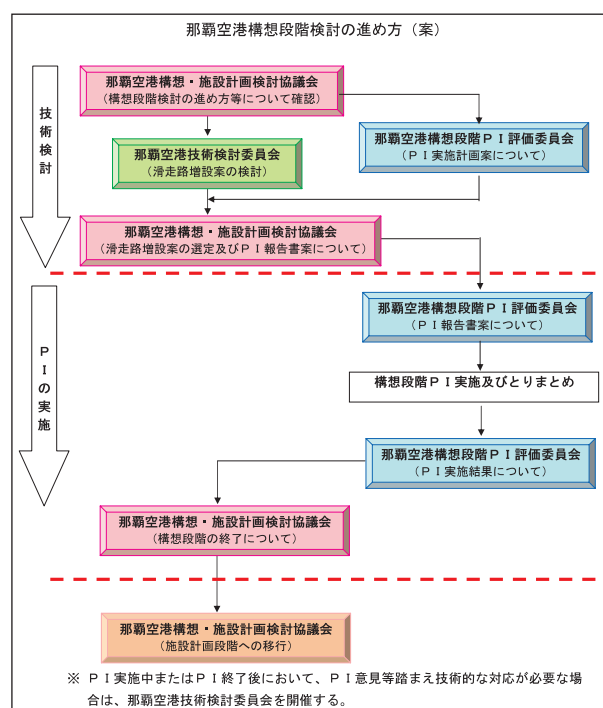 那覇空港構想段階検討の進め方（案）
技術検討
那覇空港構想・施設計画検討協議会
（構想段階検討の進め方等について確認）
那覇空港技術検討委員会
（滑走路増設案の検討）
那覇空港構想段階ＰＩ評価委員会
（ＰＩ実施計画案について）
那覇空港構想・施設計画検討協議会
（滑走路増設案の選定及びＰＩ報告書案について）
ＰＩの実施
那覇空港構想段階ＰＩ評価委員会
（ＰＩ報告書案について）
構想段階ＰＩ実施及びとりまとめ
那覇空港構想段階ＰＩ評価委員会
（ＰＩ実施結果について）
那覇空港構想・施設計画検討協議会
（構想段階の終了について）
那覇空港構想・施設計画検討協議会
（施設計画段階への移行）
※ ＰＩ実施中またはＰＩ終了後において、ＰＩ意見等踏まえ技術的な対応が必要な場
合は、那覇空港技術検討委員会を開催する。